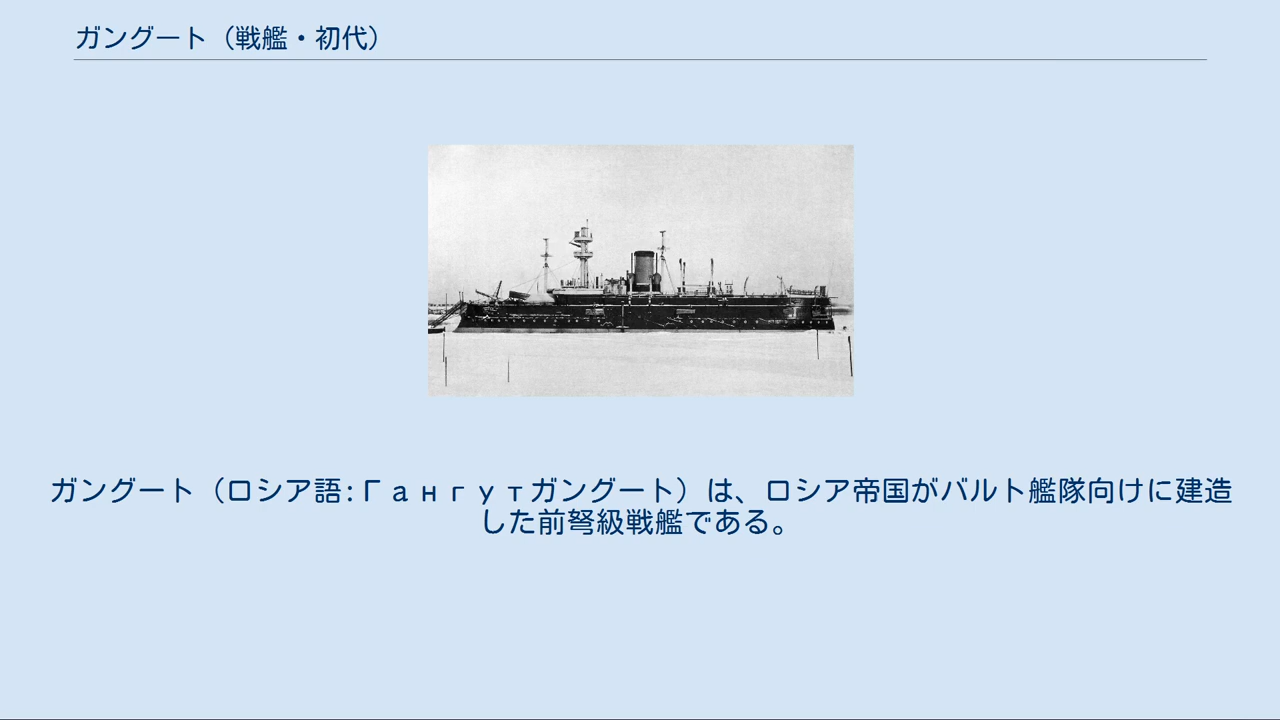 ガングート（戦艦・初代）
ガングート（ロシア語:Гангутガングート）は、ロシア帝国がバルト艦隊向けに建造
した前弩級戦艦である。